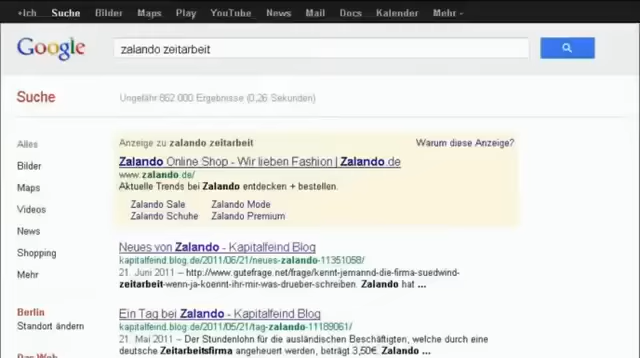 +Ich Suche Bilder Maps Play YouTube News Mail Docs Kalender Mehr
Google
zalando zeitarbeit
Suche
Ungefähr 862.000 Ergebnisse (0,26 Sekunden)
Alles
Bilder
Maps
Videos
News
Shopping
Mehr
Berlin
Standort ändern
Das Web
Anzeige zu zalando zeitarbeit
Warum diese Anzeige?
Zalando Online Shop - Wir lieben Fashion | Zalando.de
www.zalando.de/
Aktuelle Trends bei Zalando entdecken + bestellen.
Zalando Sale Zalando Mode
Zalando Schuhe Zalando Premium
Neues von Zalando - Kapitalfeind Blog
kapitalfeind.blog.de/2011/06/21/neues-zalando-11351058/
21. Juni 2011 – http://www.gutefrage.net/frage/kennt-jemannd-die-firma-suedwind-
zeitarbeit-wenn-ja-koennt-ihr-mir-was-drueber-schreiben. Zalando hat ...
Ein Tag bei Zalando - Kapitalfeind Blog
kapitalfeind.blog.de/2011/05/21/tag-zalando-11189061/
21. Mai 2011 – Der Stundenlohn für die ausländischen Beschäftigten, welche durch eine
deutsche Zeitarbeitsfirma angeheuert werden, beträgt 3,50€. Zalando ...